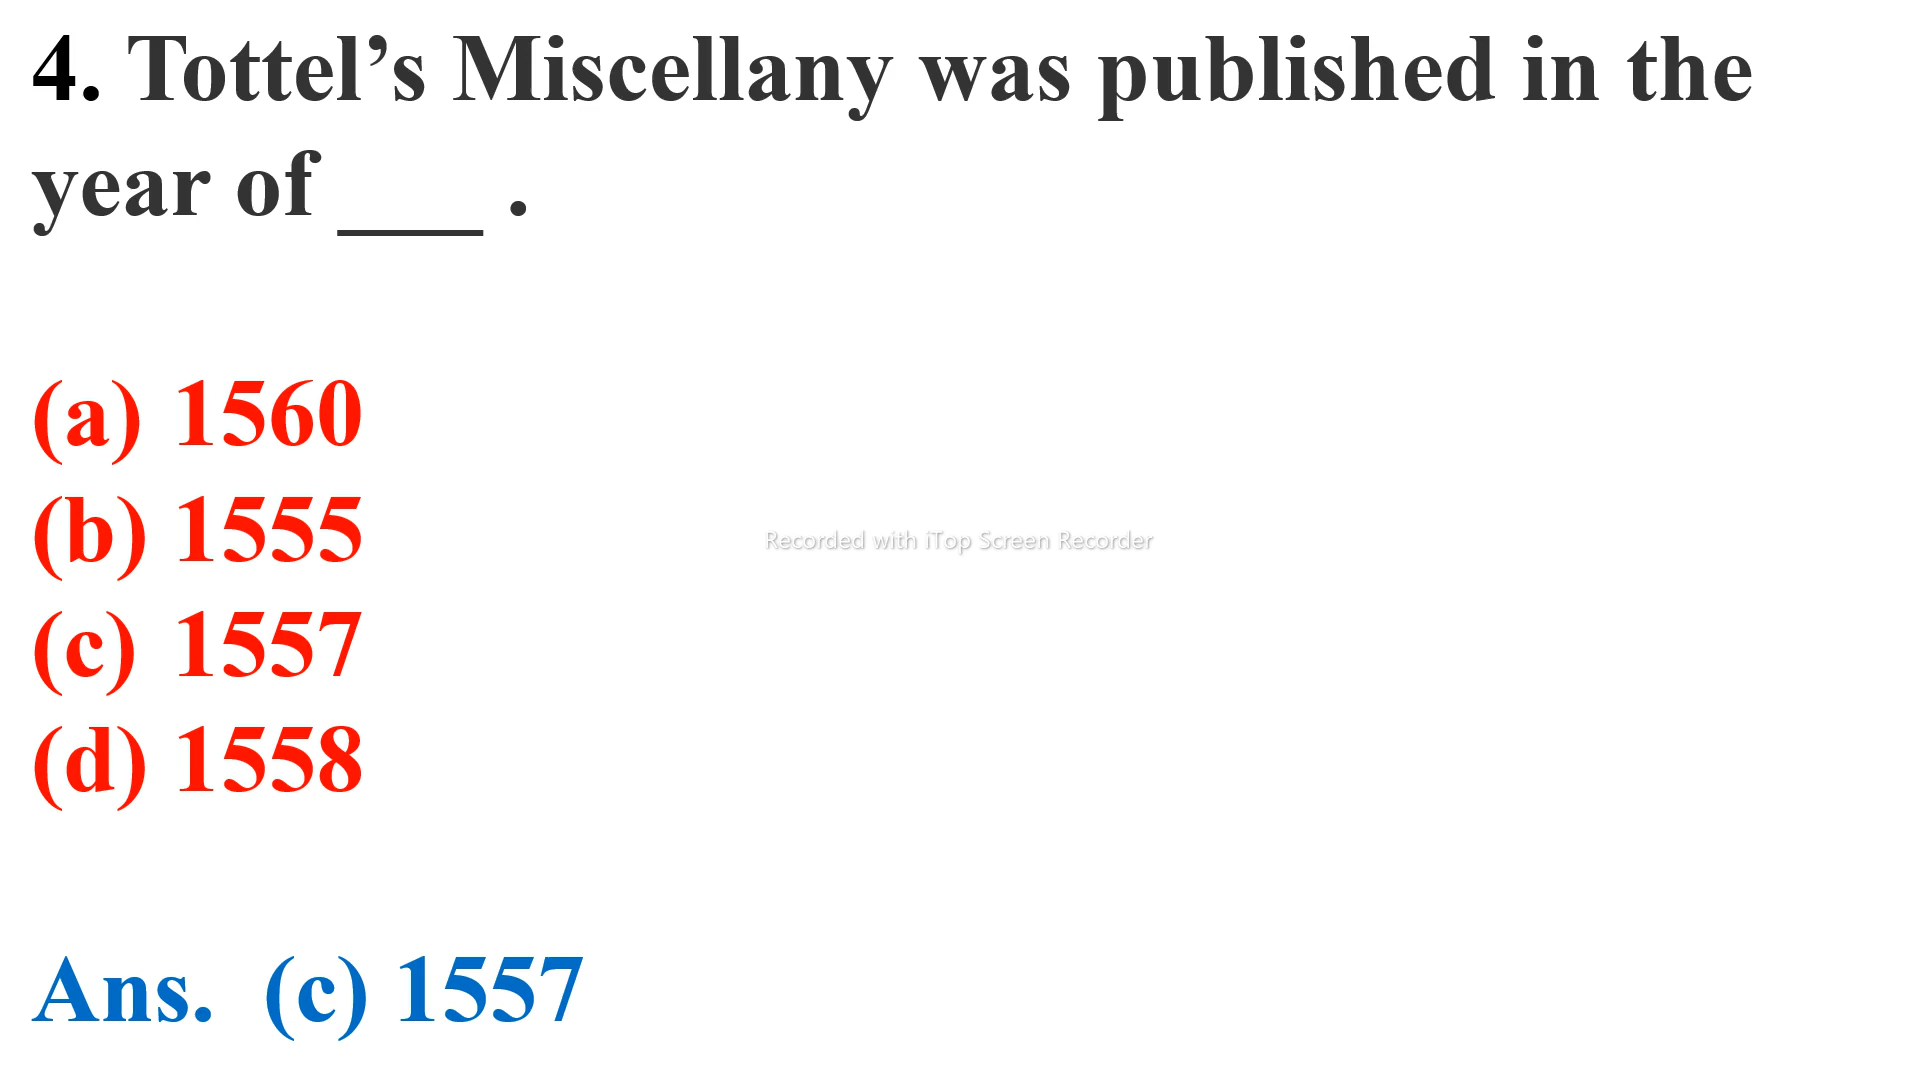 4. Tottel’s Miscellany was published in the
year of ___ .
(a) 1560
(b) 1555
Recorded with iTop Screen Recorder
(c) 1557
(d) 1558
Ans. (c) 1557